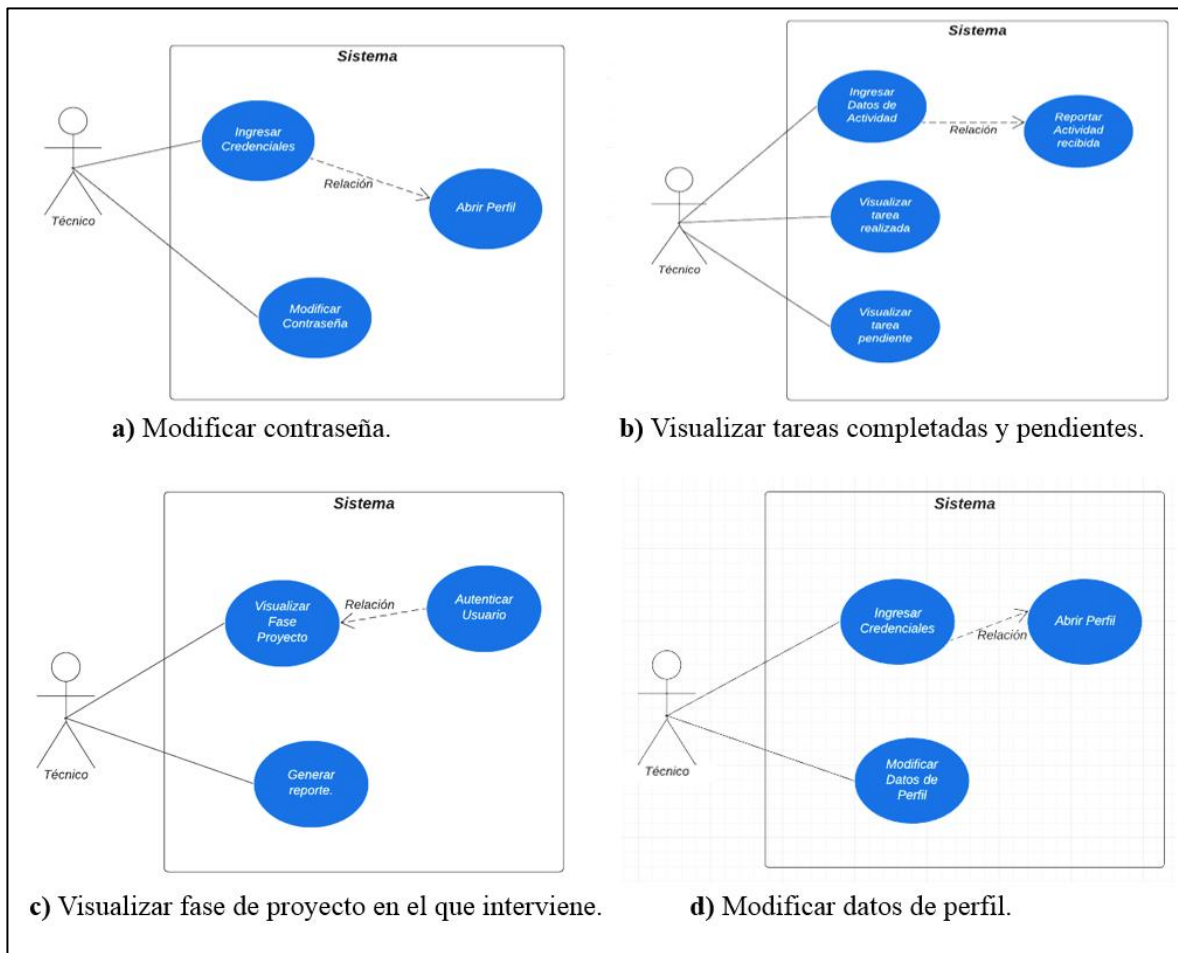 Sistema
Ingresar
Credenciales
Relación
Abrir Perfil
Técnico
Modificar
Contraseña
a) Modificar contraseña.
Sistema
Ingresar
Datos de
Actividad
Relación
Reportar
Actividad
recibida
Visualizar
tarea
realizada
Técnico
Visualizar
tarea
pendiente
b) Visualizar tareas completadas y pendientes.
Sistema
Visualizar
Fase
Proyecto
Relación
Autenticar
Usuario
Técnico
Generar
reporte.
c) Visualizar fase de proyecto en el que interviene.
Sistema
Ingresar
Credenciales
Relación
Abrir Perfil
Técnico
Modificar
Datos de
Perfil
d) Modificar datos de perfil.